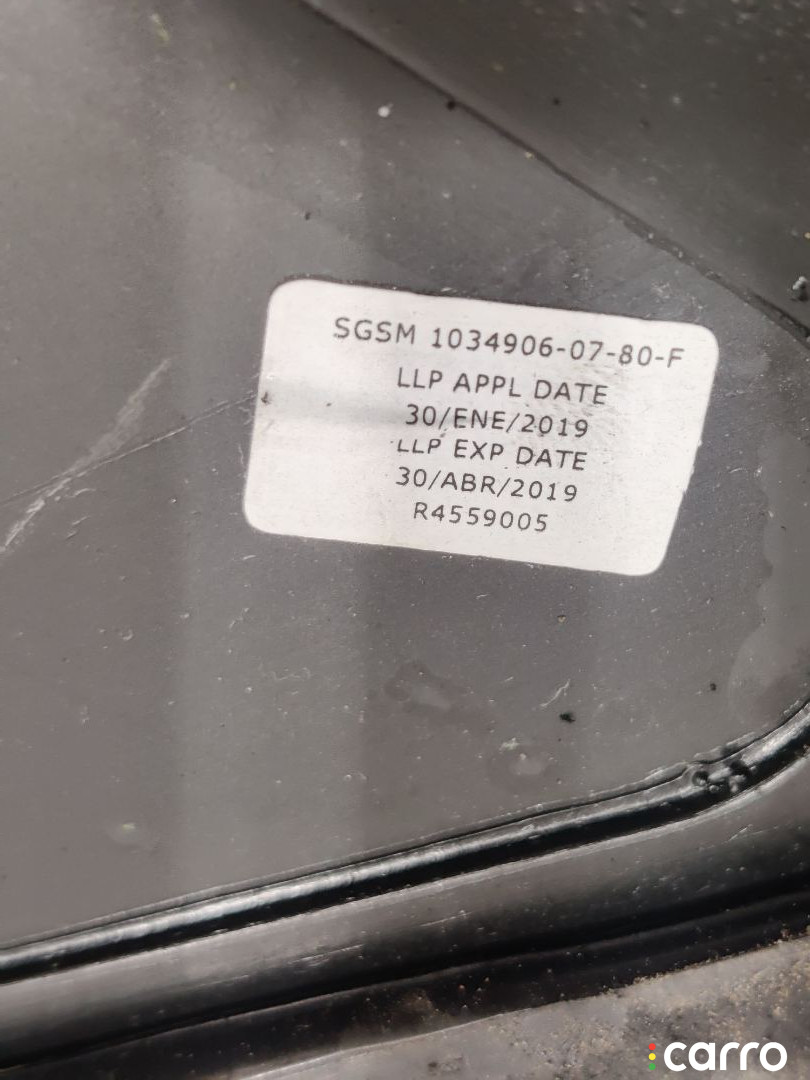 SGSM 1034906-07-80-F
LLP APPL DATE
30/ENE/2019
LLP EXP DATE
30/ABR/2019
R4559005
carro